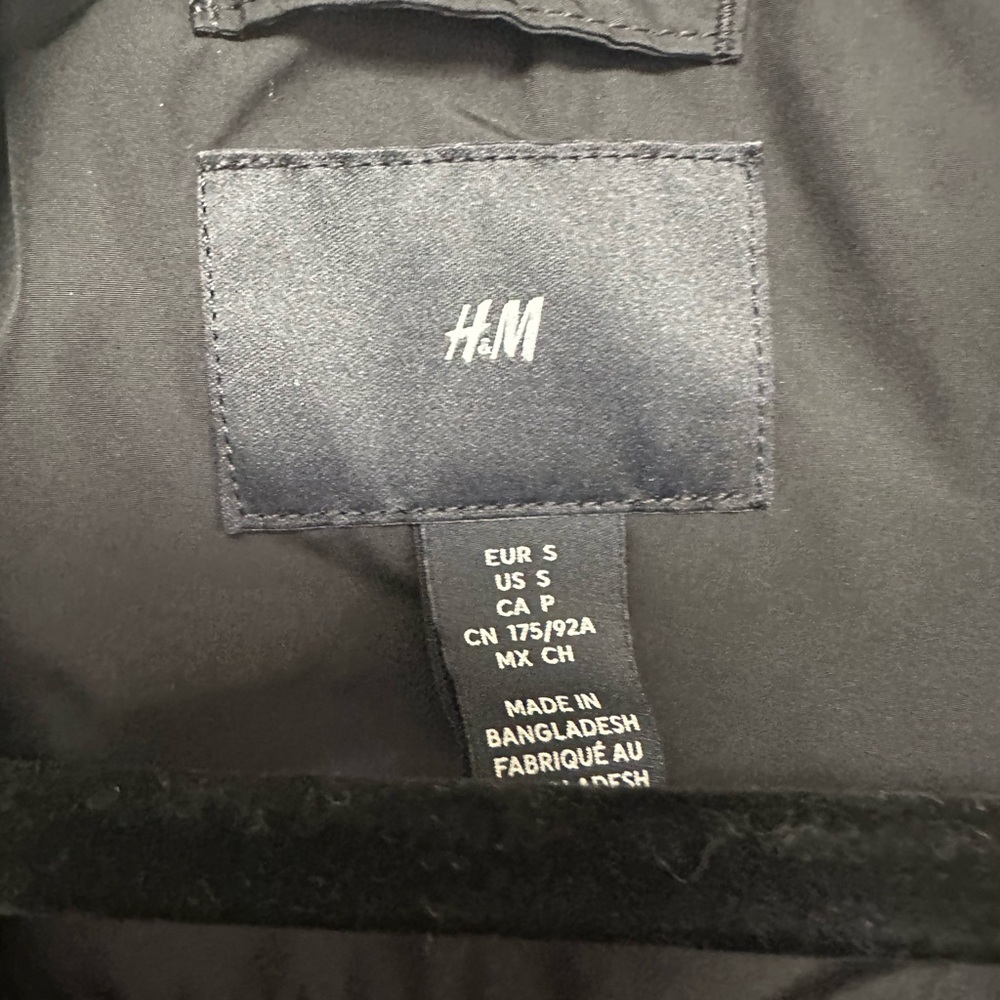 H&M
EUR S
US S
CA P
CN 175/92A
MX CH
MADE IN
BANGLADESH
FABRIQUÉ AU